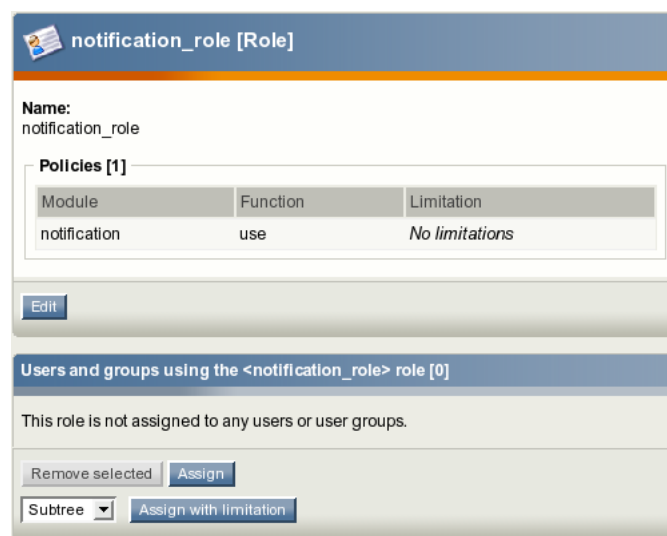 notification_role [Role]
Name:
notification_role
Policies [1]
Module Function Limitation
notification use No limitations
Edit
Users and groups using the <notification_role> role [0]
This role is not assigned to any users or user groups.
Remove selected Assign
Subtree Assign with limitation